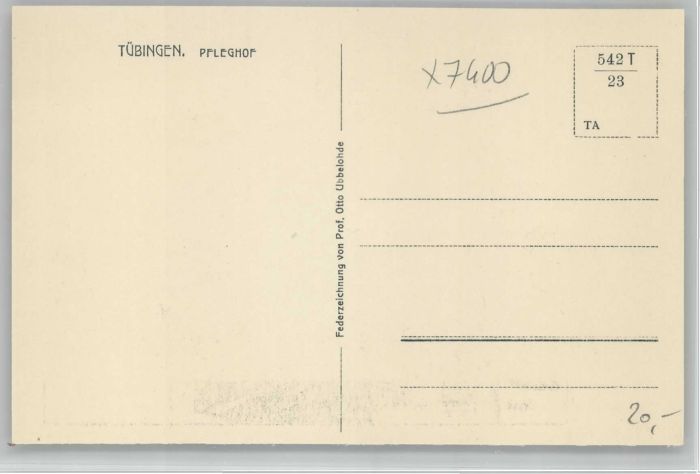 TÜBINGEN. PFLEGHOF
x7400
542 T
23
TA
Federzeichnung von Prof. Otto Ubbelohde
20,-